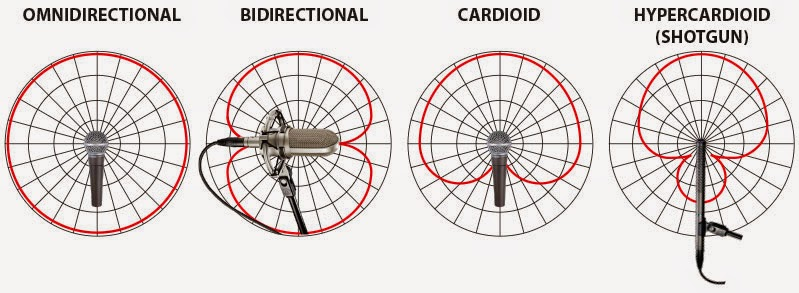 OMNIDIRECTIONAL
BIDIRECTIONAL
CARDIOID
HYPERCARDIOID
(SHOTGUN)